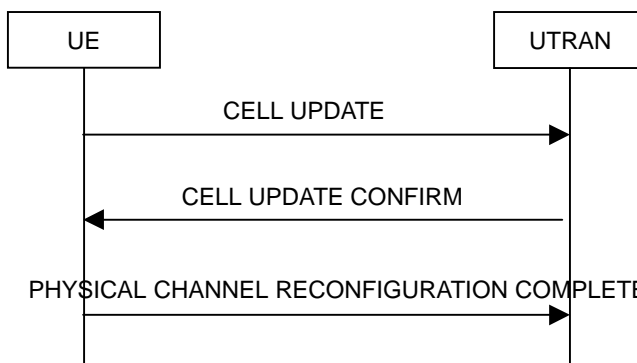 UE
UTRAN
CELL UPDATE
CELL UPDATE CONFIRM
PHYSICAL CHANNEL RECONFIGURATION COMPLETE